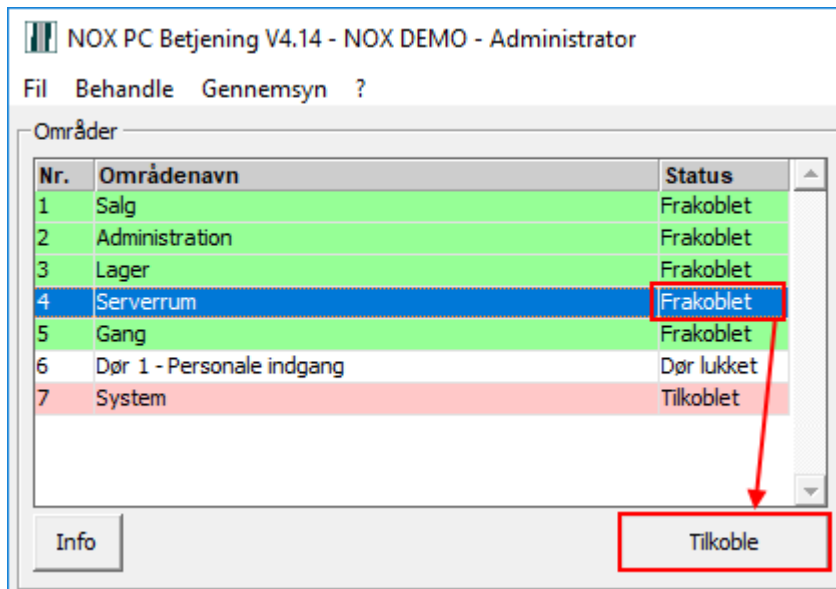 NOX PC Betjening V4.14 - NOX DEMO - Administrator
Fil Behandle Gennemsyn ?
Områder
Nr. Områdenavn Status
1 Salg Frakoblet
2 Administration Frakoblet
3 Lager Frakoblet
4 Serverrum Frakoblet
5 Gang Frakoblet
6 Dør 1 - Personale indgang Dør lukket
7 System Tilkoblet
Info Tilkoble